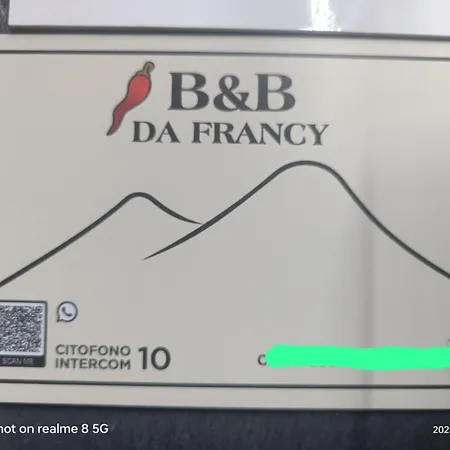 B&B
DA FRANCY
SCAN ME
CITOFONO
INTERCOM 10
hot on realme 8 5G
202